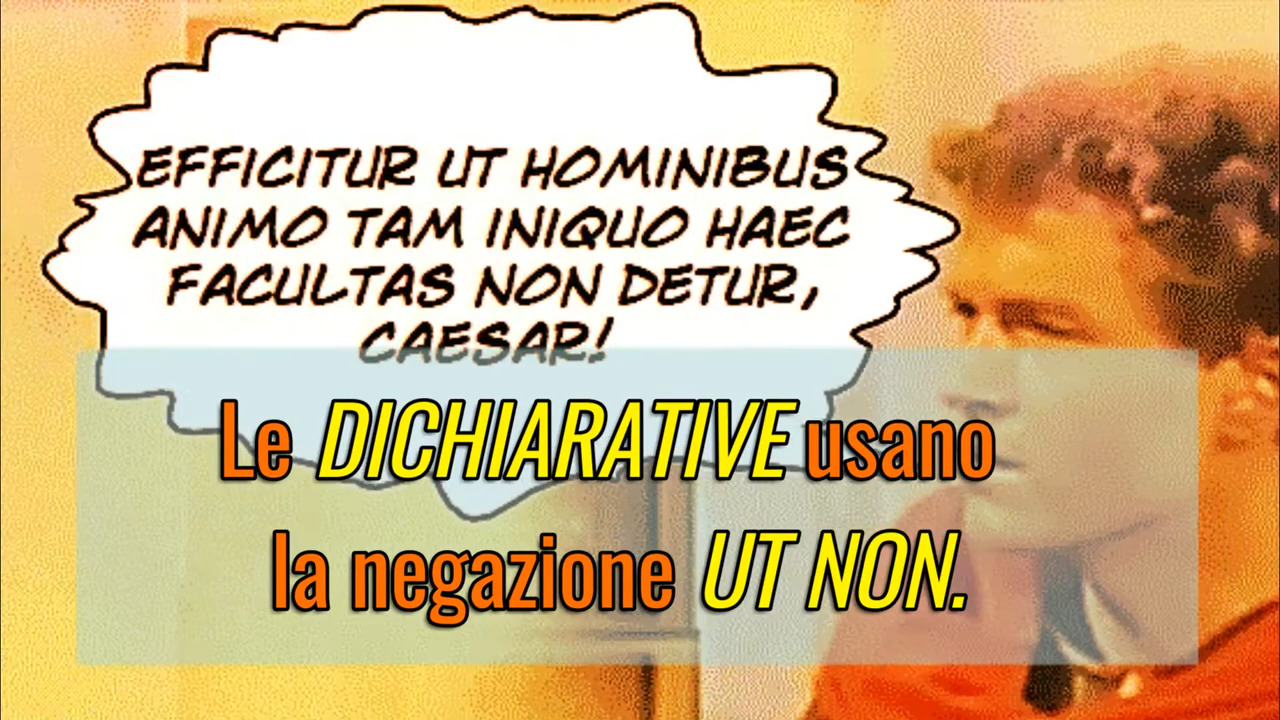 EFFICITUR UT HOMINIBUS
ANIMO TAM INIQUO HAEC
FACULTAS NON DETUR,
CAESAR!
Le DICHIARATIVE usano
la negazione UT NON.